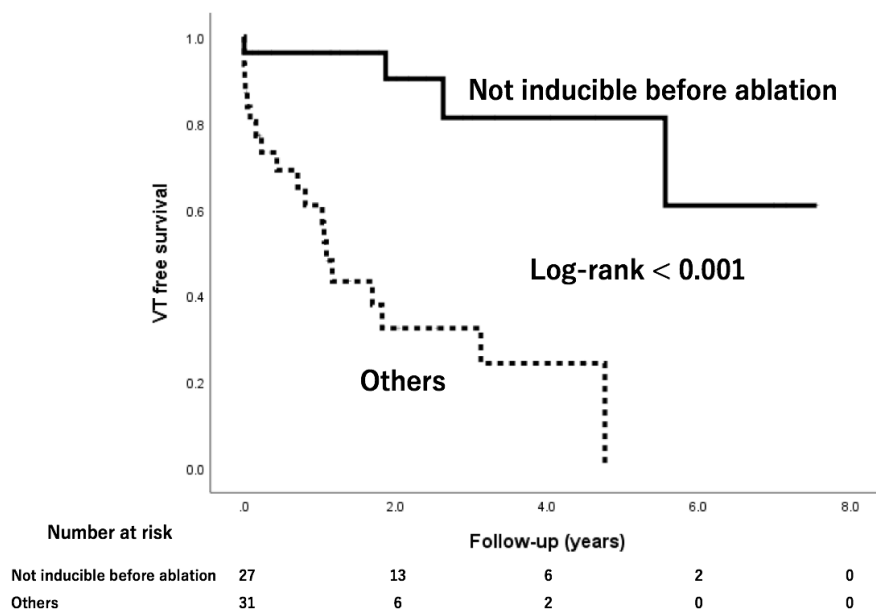 1.0
Not inducible before ablation
0.8
0.6
VT free survival
Log-rank < 0.001
0.4
Others
0.2
0.0
.0 2.0 4.0 6.0 8.0
Number at risk
Follow-up (years)
Not inducible before ablation 27 13 6 2 0
Others 31 6 2 0 0